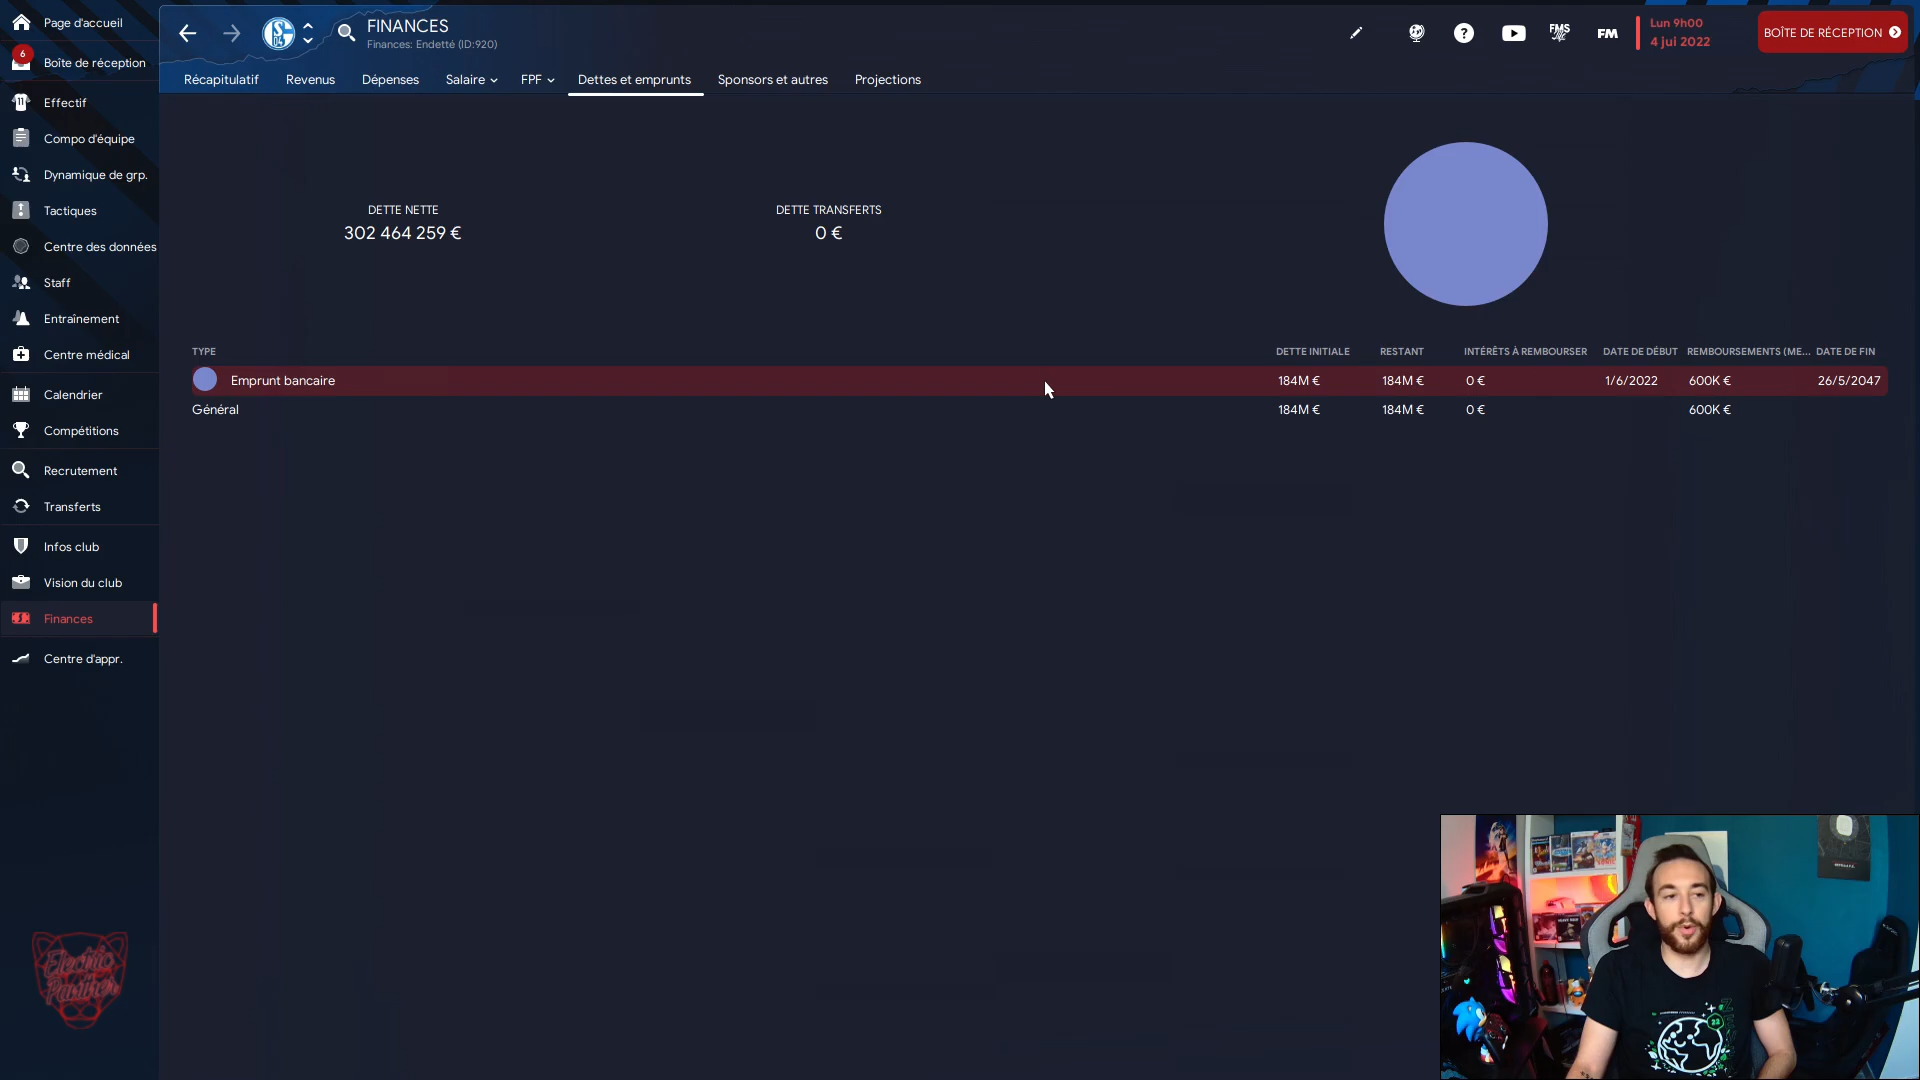 Page d'accueil
6
Boîte de réception
Effectif
Compo d'équipe
Dynamique de grp.
Tactiques
Centre des données
Staff
Entraînement
Centre médical
Calendrier
Compétitions
Recrutement
Transferts
Infos club
Vision du club
Finances
Centre d'appr.
Electric Panther
FINANCES
Finances: Endetté (ID:920)
FMS
FM
Lun 9h00
4 jui 2022
BOÎTE DE RÉCEPTION
Récapitulatif Revenus Dépenses Salaire FPF Dettes et emprunts Sponsors et autres Projections
DETTE NETTE
302 464 259 €
DETTE TRANSFERTS
0 €
TYPE DETTE INITIALE RESTANT INTÉRÊTS À REMBOURSER DATE DE DÉBUT REMBOURSEMENTS (ME... DATE DE FIN
Emprunt bancaire 184M € 184M € 0 € 1/6/2022 600K € 26/5/2047
Général 184M € 184M € 0 € 600K €